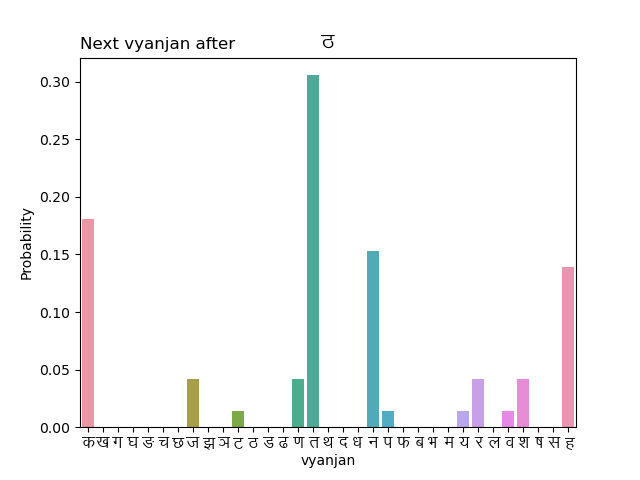 Next vyanjan after ठ
0.30
0.25
0.20
0.15
0.10
0.05
0.00
Probability
क ख ग घ ङ च छ ज झ ञ ट ठ ड ढ ण त थ द ध न प फ ब भ म य र ल व श ष स ह
vyanjan